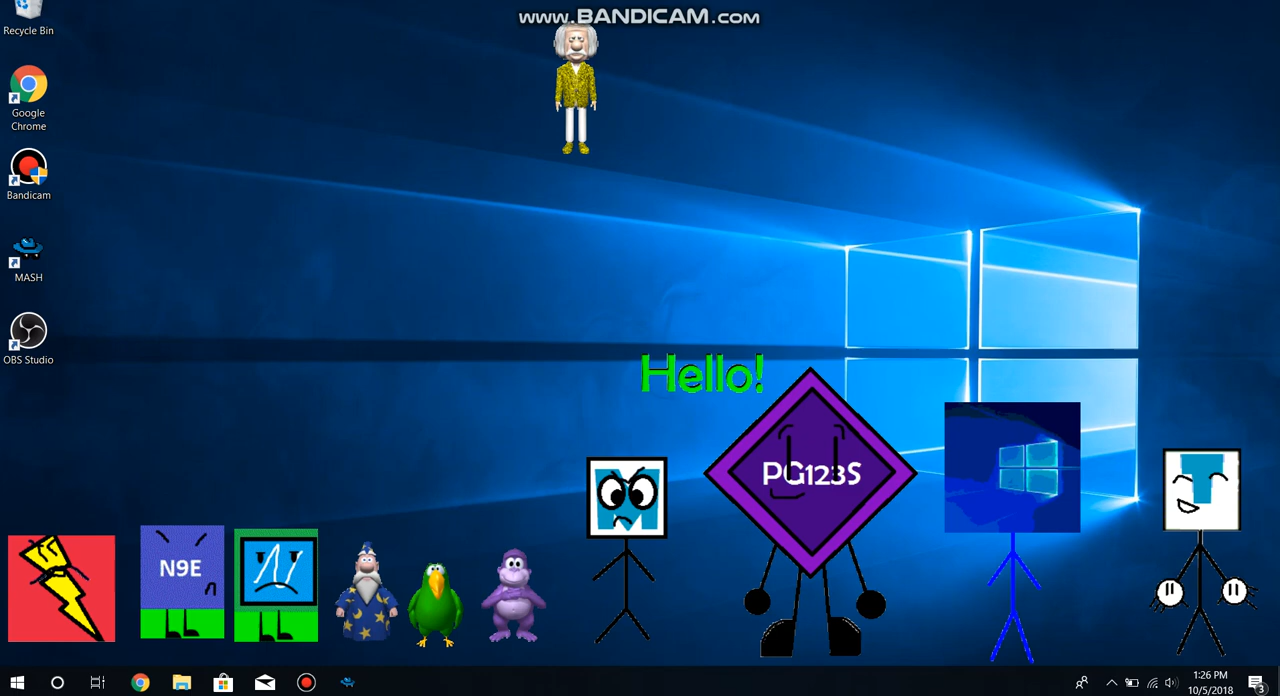 www.BANDICAM.com
Recycle Bin
Google
Chrome
Bandicam
MASH
OBS Studio
Hello!
PG123S
N9E
1:26 PM
10/5/2018
3